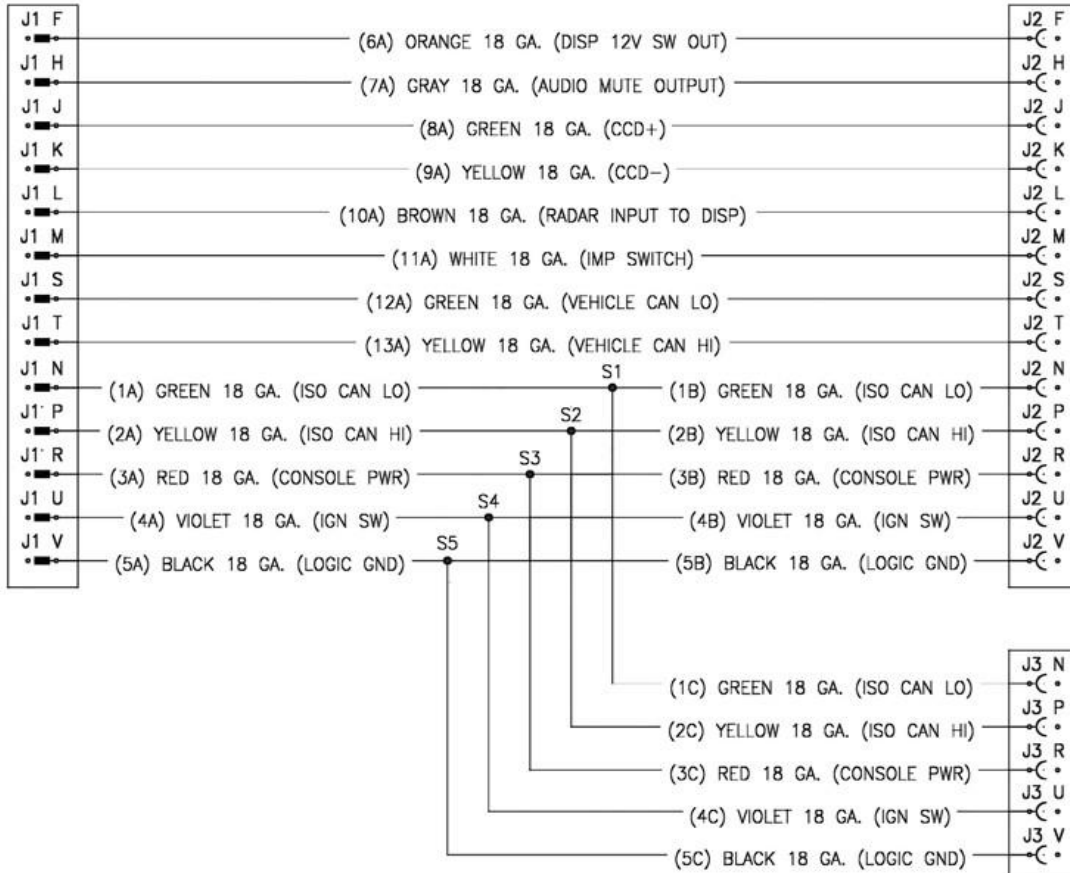 J1 F (6A) ORANGE 18 GA. (DISP 12V SW OUT) J2 F
J1 H (7A) GRAY 18 GA. (AUDIO MUTE OUTPUT) J2 H
J1 J (8A) GREEN 18 GA. (CCD+) J2 J
J1 K (9A) YELLOW 18 GA. (CCD-) J2 K
J1 L (10A) BROWN 18 GA. (RADAR INPUT TO DISP) J2 L
J1 M (11A) WHITE 18 GA. (IMP SWITCH) J2 M
J1 S (12A) GREEN 18 GA. (VEHICLE CAN LO) J2 S
J1 T (13A) YELLOW 18 GA. (VEHICLE CAN HI) J2 T
J1 N (1A) GREEN 18 GA. (ISO CAN LO) S1 (1B) GREEN 18 GA. (ISO CAN LO) J2 N
J1 P (2A) YELLOW 18 GA. (ISO CAN HI) S2 (2B) YELLOW 18 GA. (ISO CAN HI) J2 P
J1 R (3A) RED 18 GA. (CONSOLE PWR) S3 (3B) RED 18 GA. (CONSOLE PWR) J2 R
J1 U (4A) VIOLET 18 GA. (IGN SW) S4 (4B) VIOLET 18 GA. (IGN SW) J2 U
J1 V (5A) BLACK 18 GA. (LOGIC GND) S5 (5B) BLACK 18 GA. (LOGIC GND) J2 V
(1C) GREEN 18 GA. (ISO CAN LO) J3 N
(2C) YELLOW 18 GA. (ISO CAN HI) J3 P
(3C) RED 18 GA. (CONSOLE PWR) J3 R
(4C) VIOLET 18 GA. (IGN SW) J3 U
(5C) BLACK 18 GA. (LOGIC GND) J3 V